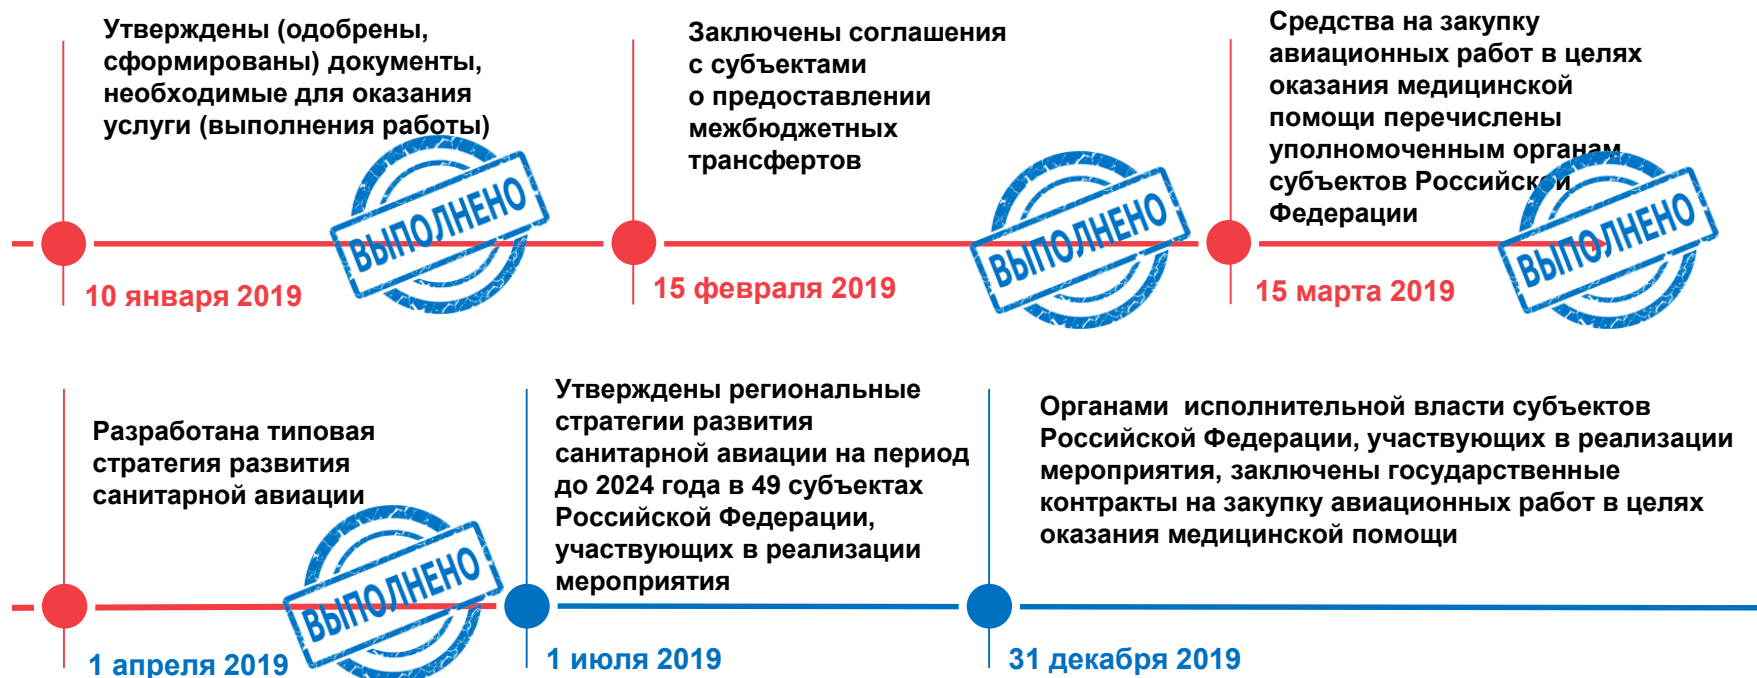 Утверждены (одобрены,
сформированы) документы,
необходимые для оказания
услуги (выполнения работы)
ВЫПОЛНЕНО
10 января 2019
Заключены соглашения
с субъектами
о предоставлении
межбюджетных
трансфертов
ВЫПОЛНЕНО
15 февраля 2019
Средства на закупку
авиационных работ в целях
оказания медицинской
помощи перечислены
уполномоченным органам
субъектов Российской
Федерации
ВЫПОЛНЕНО
15 марта 2019
Разработана типовая
стратегия развития
санитарной авиации
ВЫПОЛНЕНО
1 апреля 2019
Утверждены региональные
стратегии развития
санитарной авиации на период
до 2024 года в 49 субъектах
Российской Федерации,
участвующих в реализации
мероприятия
1 июля 2019
Органами исполнительной власти субъектов
Российской Федерации, участвующих в реализации
мероприятия, заключены государственные
контракты на закупку авиационных работ в целях
оказания медицинской помощи
31 декабря 2019